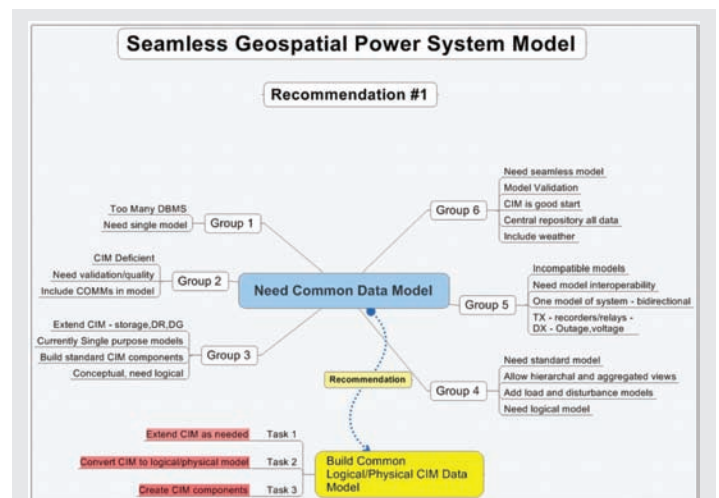 Seamless Geospatial Power System Model
Recommendation #1
Too Many DBMS
Need single model
Group 1
CIM Deficient
Need validation/quality
Include COMMs in model
Group 2
Extend CIM - storage,DR,DG
Currently Single purpose models
Build standard CIM components
Conceptual, need logical
Group 3
Need Common Data Model
Group 6
Need seamless model
Model Validation
CIM is good start
Central repository all data
Include weather
Group 5
Incompatible models
Need model interoperability
One model of system - bidirectional
TX - recorders/relays -
DX - Outage,voltage
Group 4
Need standard model
Allow hierarchal and aggregated views
Add load and disturbance models
Need logical model
Recommendation
Extend CIM as needed
Task 1
Convert CIM to logical/physical model
Task 2
Create CIM components
Task 3
Build Common
Logical/Physical CIM Data
Model